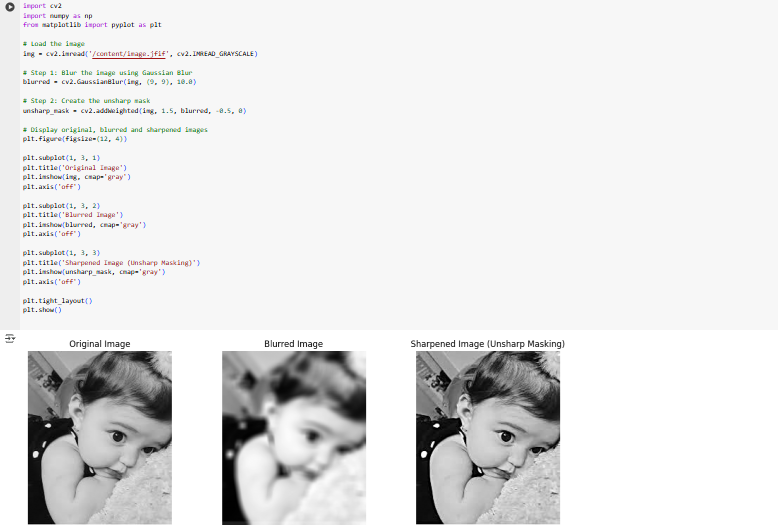 import cv2
import numpy as np
from matplotlib import pyplot as plt
# Load the image
img = cv2.imread('/content/image.jfif', cv2.IMREAD_GRAYSCALE)
# Step 1: Blur the image using Gaussian Blur
blurred = cv2.GaussianBlur(img, (9, 9), 10.0)
# Step 2: Create the unsharp mask
unsharp_mask = cv2.addWeighted(img, 1.5, blurred, -0.5, 0)
# Display original, blurred and sharpened images
plt.figure(figsize=(12, 4))
plt.subplot(1, 3, 1)
plt.title('Original Image')
plt.imshow(img, cmap='gray')
plt.axis('off')
plt.subplot(1, 3, 2)
plt.title('Blurred Image')
plt.imshow(blurred, cmap='gray')
plt.axis('off')
plt.subplot(1, 3, 3)
plt.title('Sharpened Image (Unsharp Masking)')
plt.imshow(unsharp_mask, cmap='gray')
plt.axis('off')
plt.tight_layout()
plt.show()
Original Image
Blurred Image
Sharpened Image (Unsharp Masking)